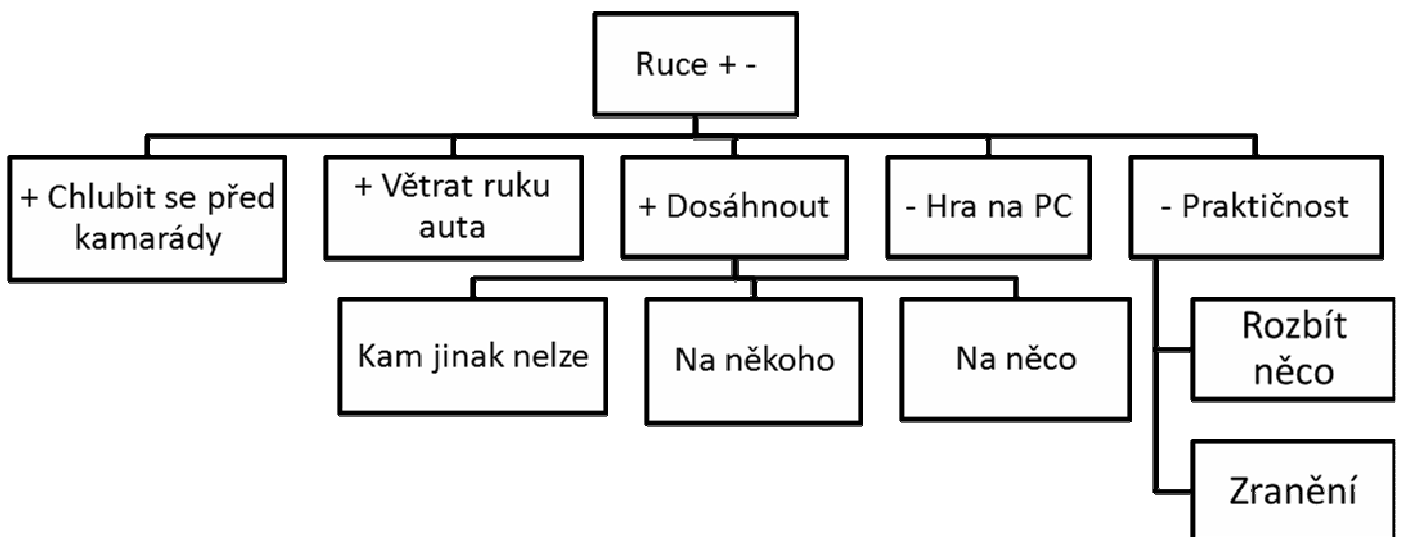 Ruce + -
+ Chlubit se před
kamarády
+ Větrat ruku
auta
+ Dosáhnout
- Hra na PC
- Praktičnost
Kam jinak nelze
Na někoho
Na něco
Rozbít
něco
Zranění